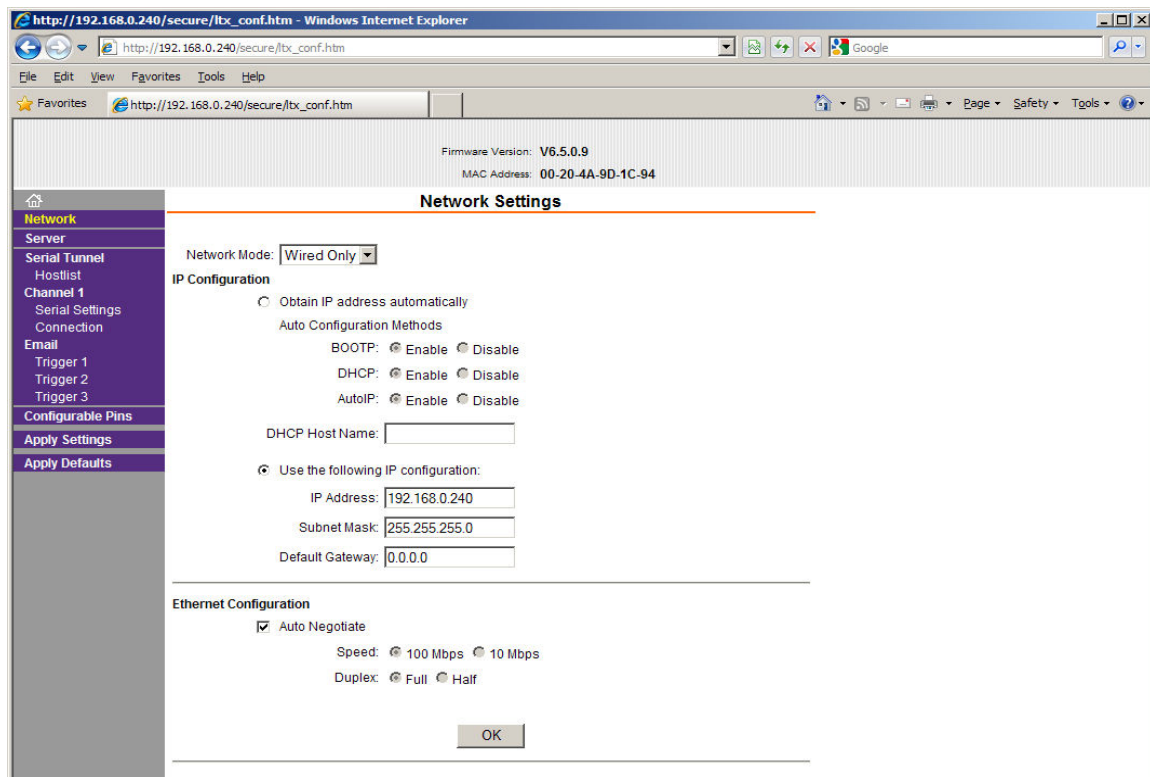 http://192.168.0.240/secure/ltx_conf.htm - Windows Internet Explorer
http://192.168.0.240/secure/ltx_conf.htm
Google
File Edit View Favorites Tools Help
Favorites
http://192.168.0.240/secure/ltx_conf.htm
Page Safety Tools
Firmware Version: V6.5.0.9
MAC Address: 00-20-4A-9D-1C-94
Network
Server
Serial Tunnel
Hostlist
Channel 1
Serial Settings
Connection
Email
Trigger 1
Trigger 2
Trigger 3
Configurable Pins
Apply Settings
Apply Defaults
Network Settings
Network Mode: Wired Only
IP Configuration
Obtain IP address automatically
Auto Configuration Methods
BOOTP: Enable Disable
DHCP: Enable Disable
AutoIP: Enable Disable
DHCP Host Name:
Use the following IP configuration:
IP Address: 192.168.0.240
Subnet Mask: 255.255.255.0
Default Gateway: 0.0.0.0
Ethernet Configuration
Auto Negotiate
Speed: 100 Mbps 10 Mbps
Duplex: Full Half
OK